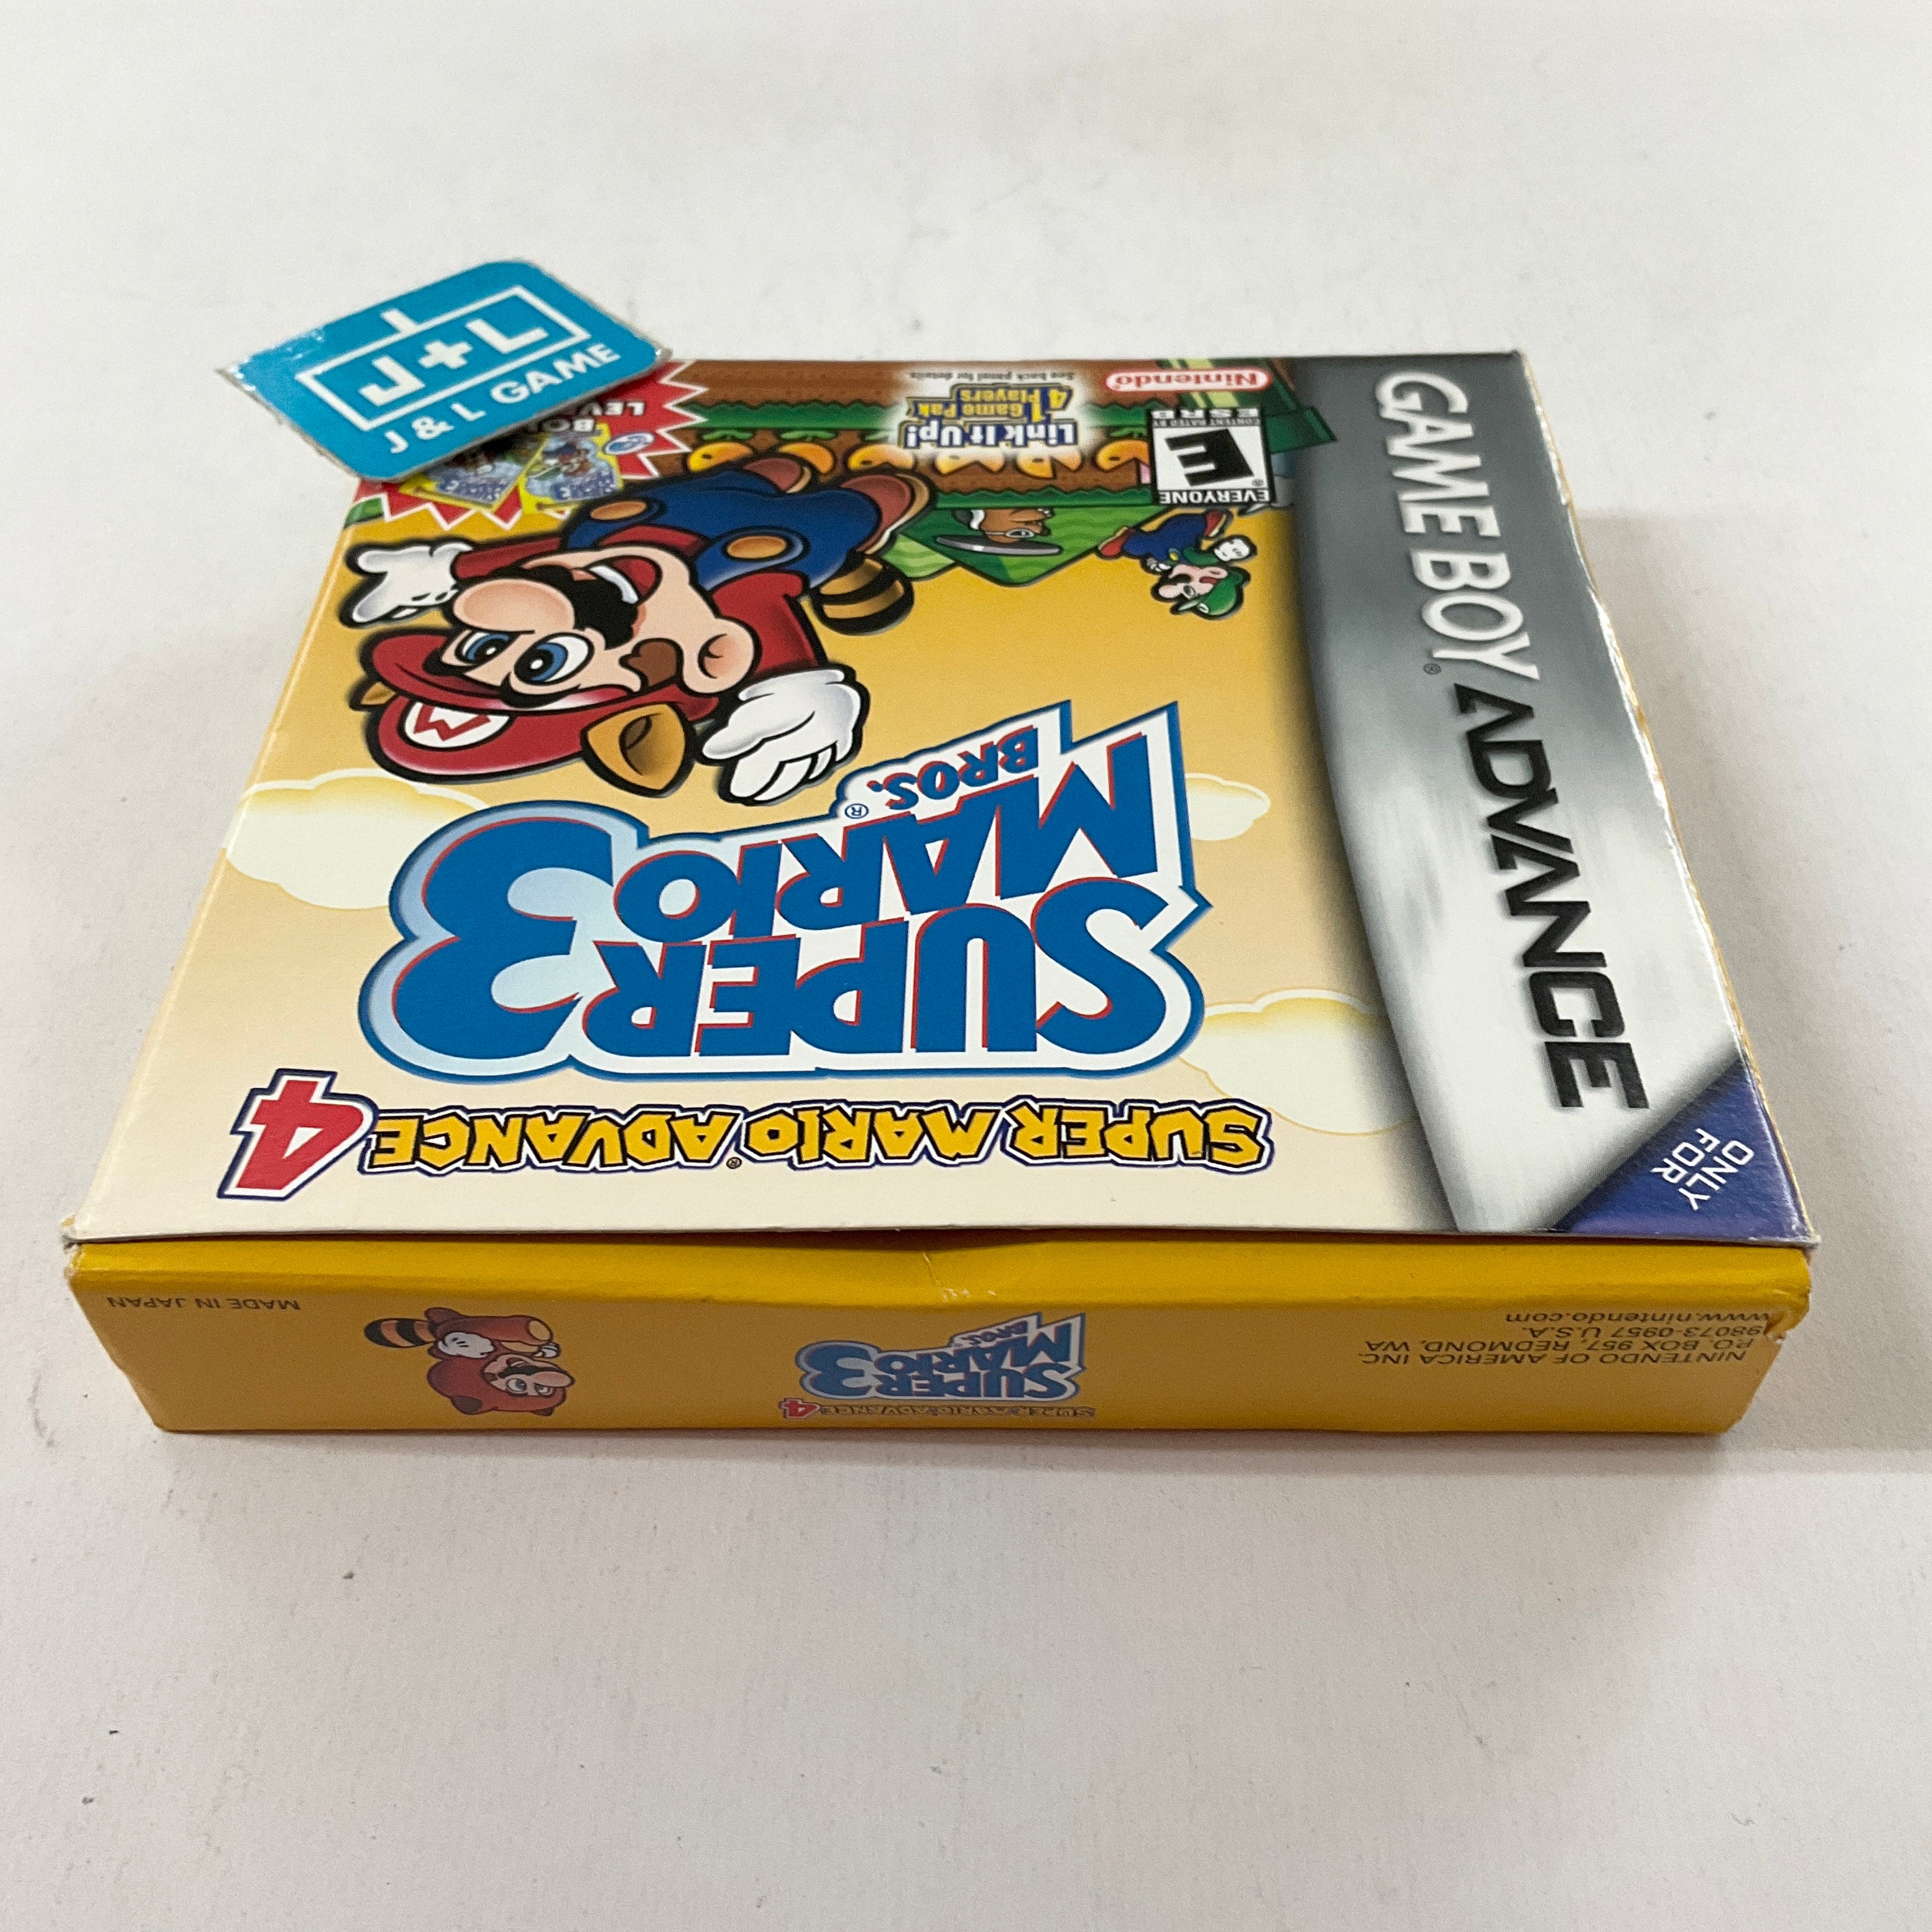 J+L
J & L GAME
GAME BOY ADVANCE
ONLY
FOR
SUPER MARIO ADVANCE 4
SUPER
MARIO
BROS. 3
Link It Up!
1 Game Pak
4 Players
See back panel for details
Nintendo
EVERYONE
E
CONTENT RATED BY
ESRB
NINTENDO OF AMERICA INC.
P.O. BOX 957, REDMOND, WA
98073-0957 U.S.A.
www.nintendo.com
SUPER MARIO ADVANCE 4
SUPER
MARIO
BROS. 3
MADE IN JAPAN